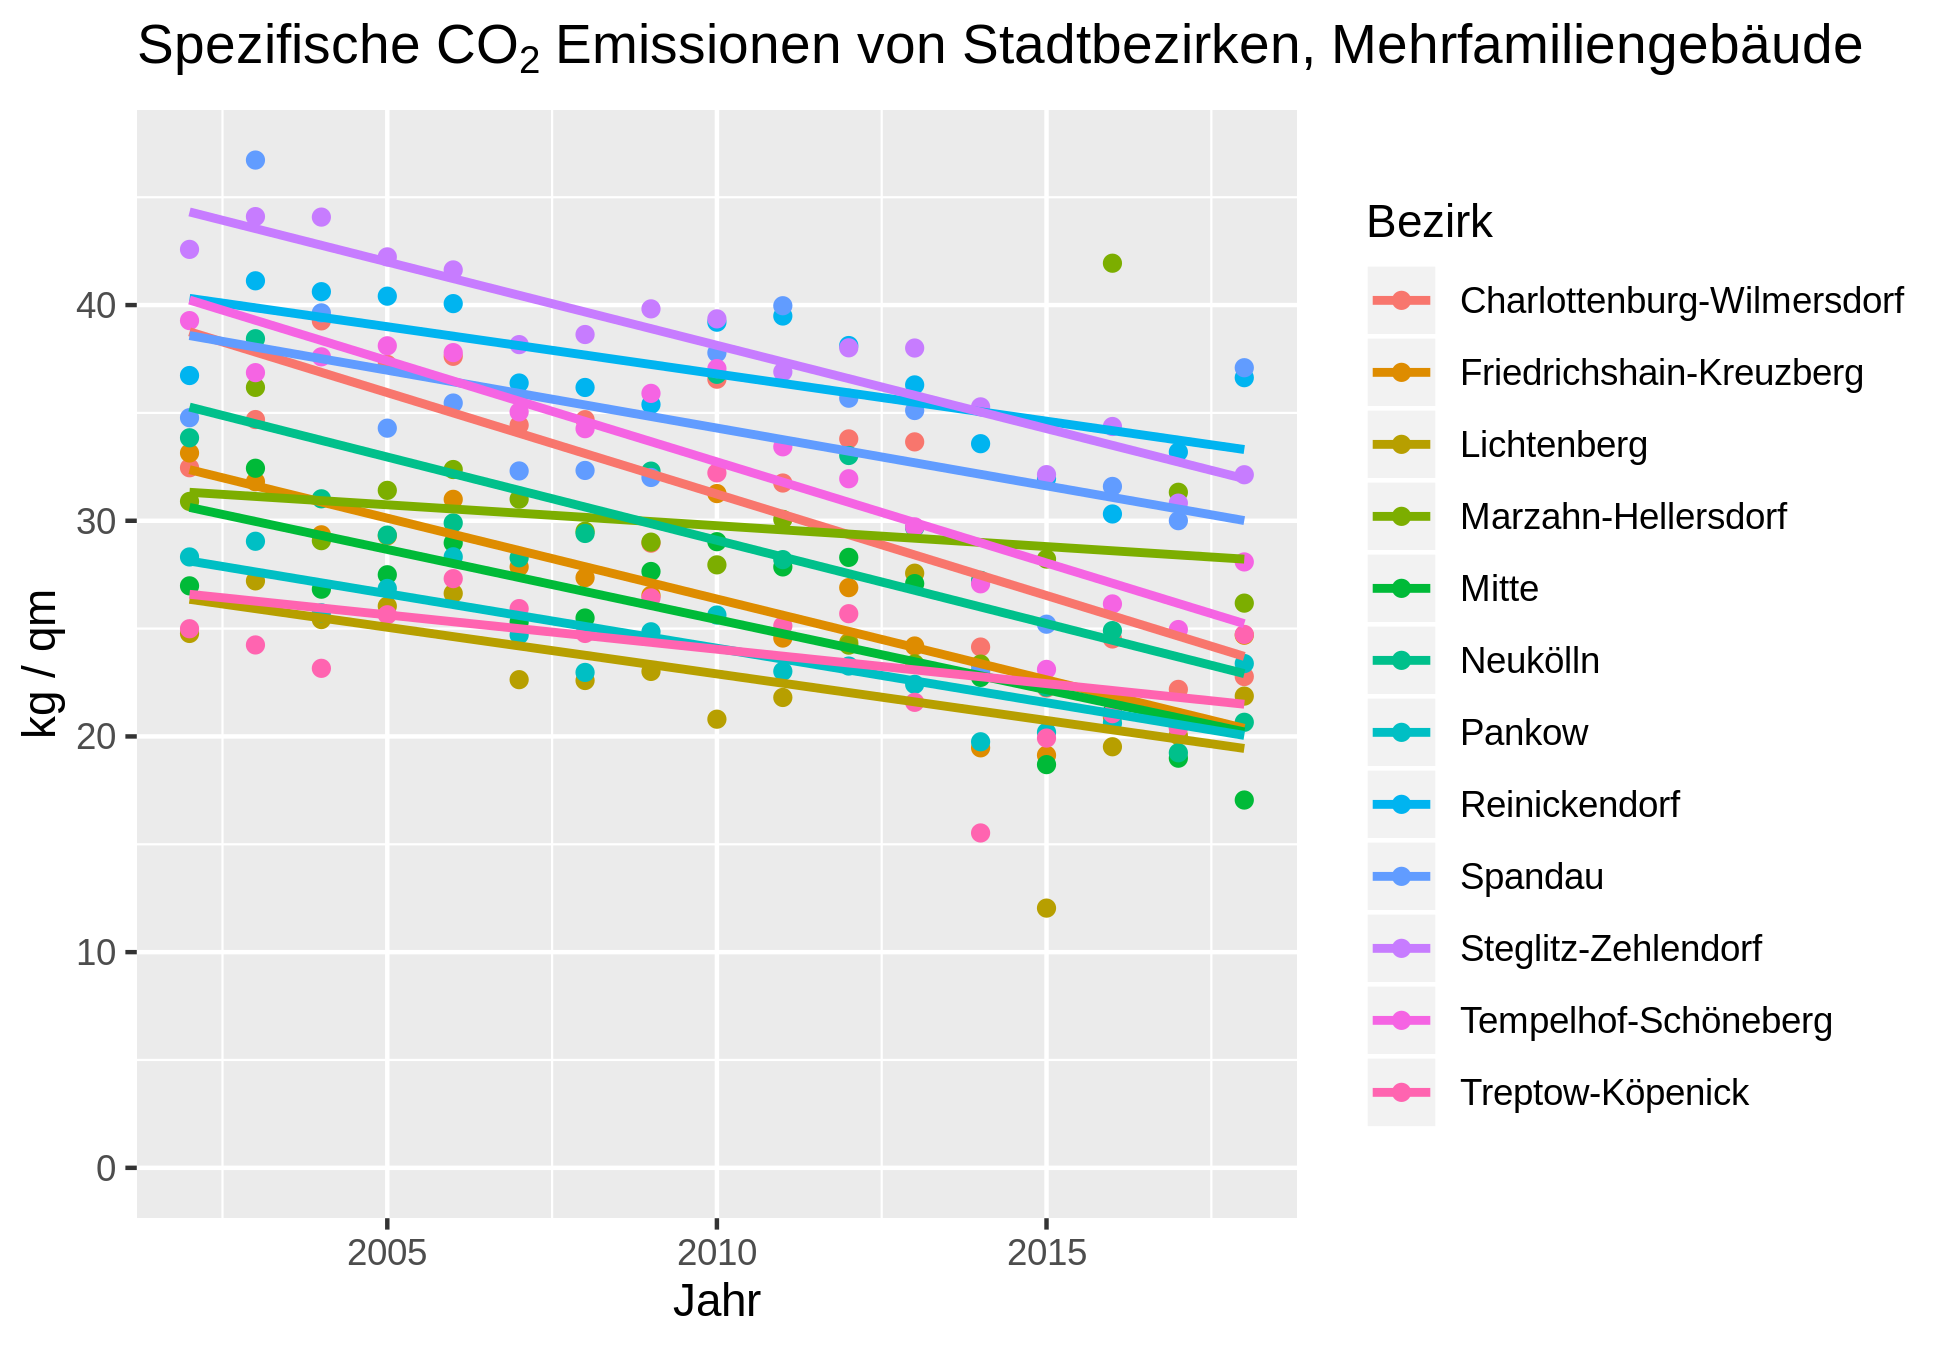 Spezifische CO₂ Emissionen von Stadtbezirken, Mehrfamiliengebäude
kg / qm
40
30
20
10
0
2005
2010
2015
Jahr
Bezirk
Charlottenburg-Wilmersdorf
Friedrichshain-Kreuzberg
Lichtenberg
Marzahn-Hellersdorf
Mitte
Neukölln
Pankow
Reinickendorf
Spandau
Steglitz-Zehlendorf
Tempelhof-Schöneberg
Treptow-Köpenick